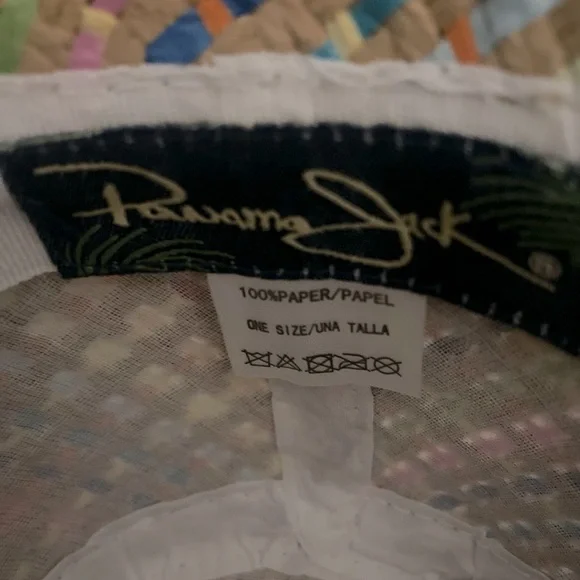 Panama Jack®
100%PAPER/PAPEL
ONE SIZE/UNA TALLA